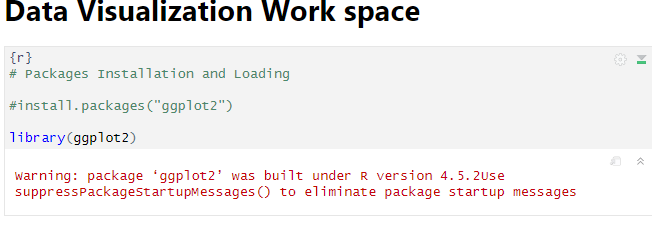 Data Visualization Work space
{r}
# Packages Installation and Loading
#install.packages("ggplot2")
library(ggplot2)
Warning: package ‘ggplot2’ was built under R version 4.5.2Use
suppressPackageStartupMessages() to eliminate package startup messages